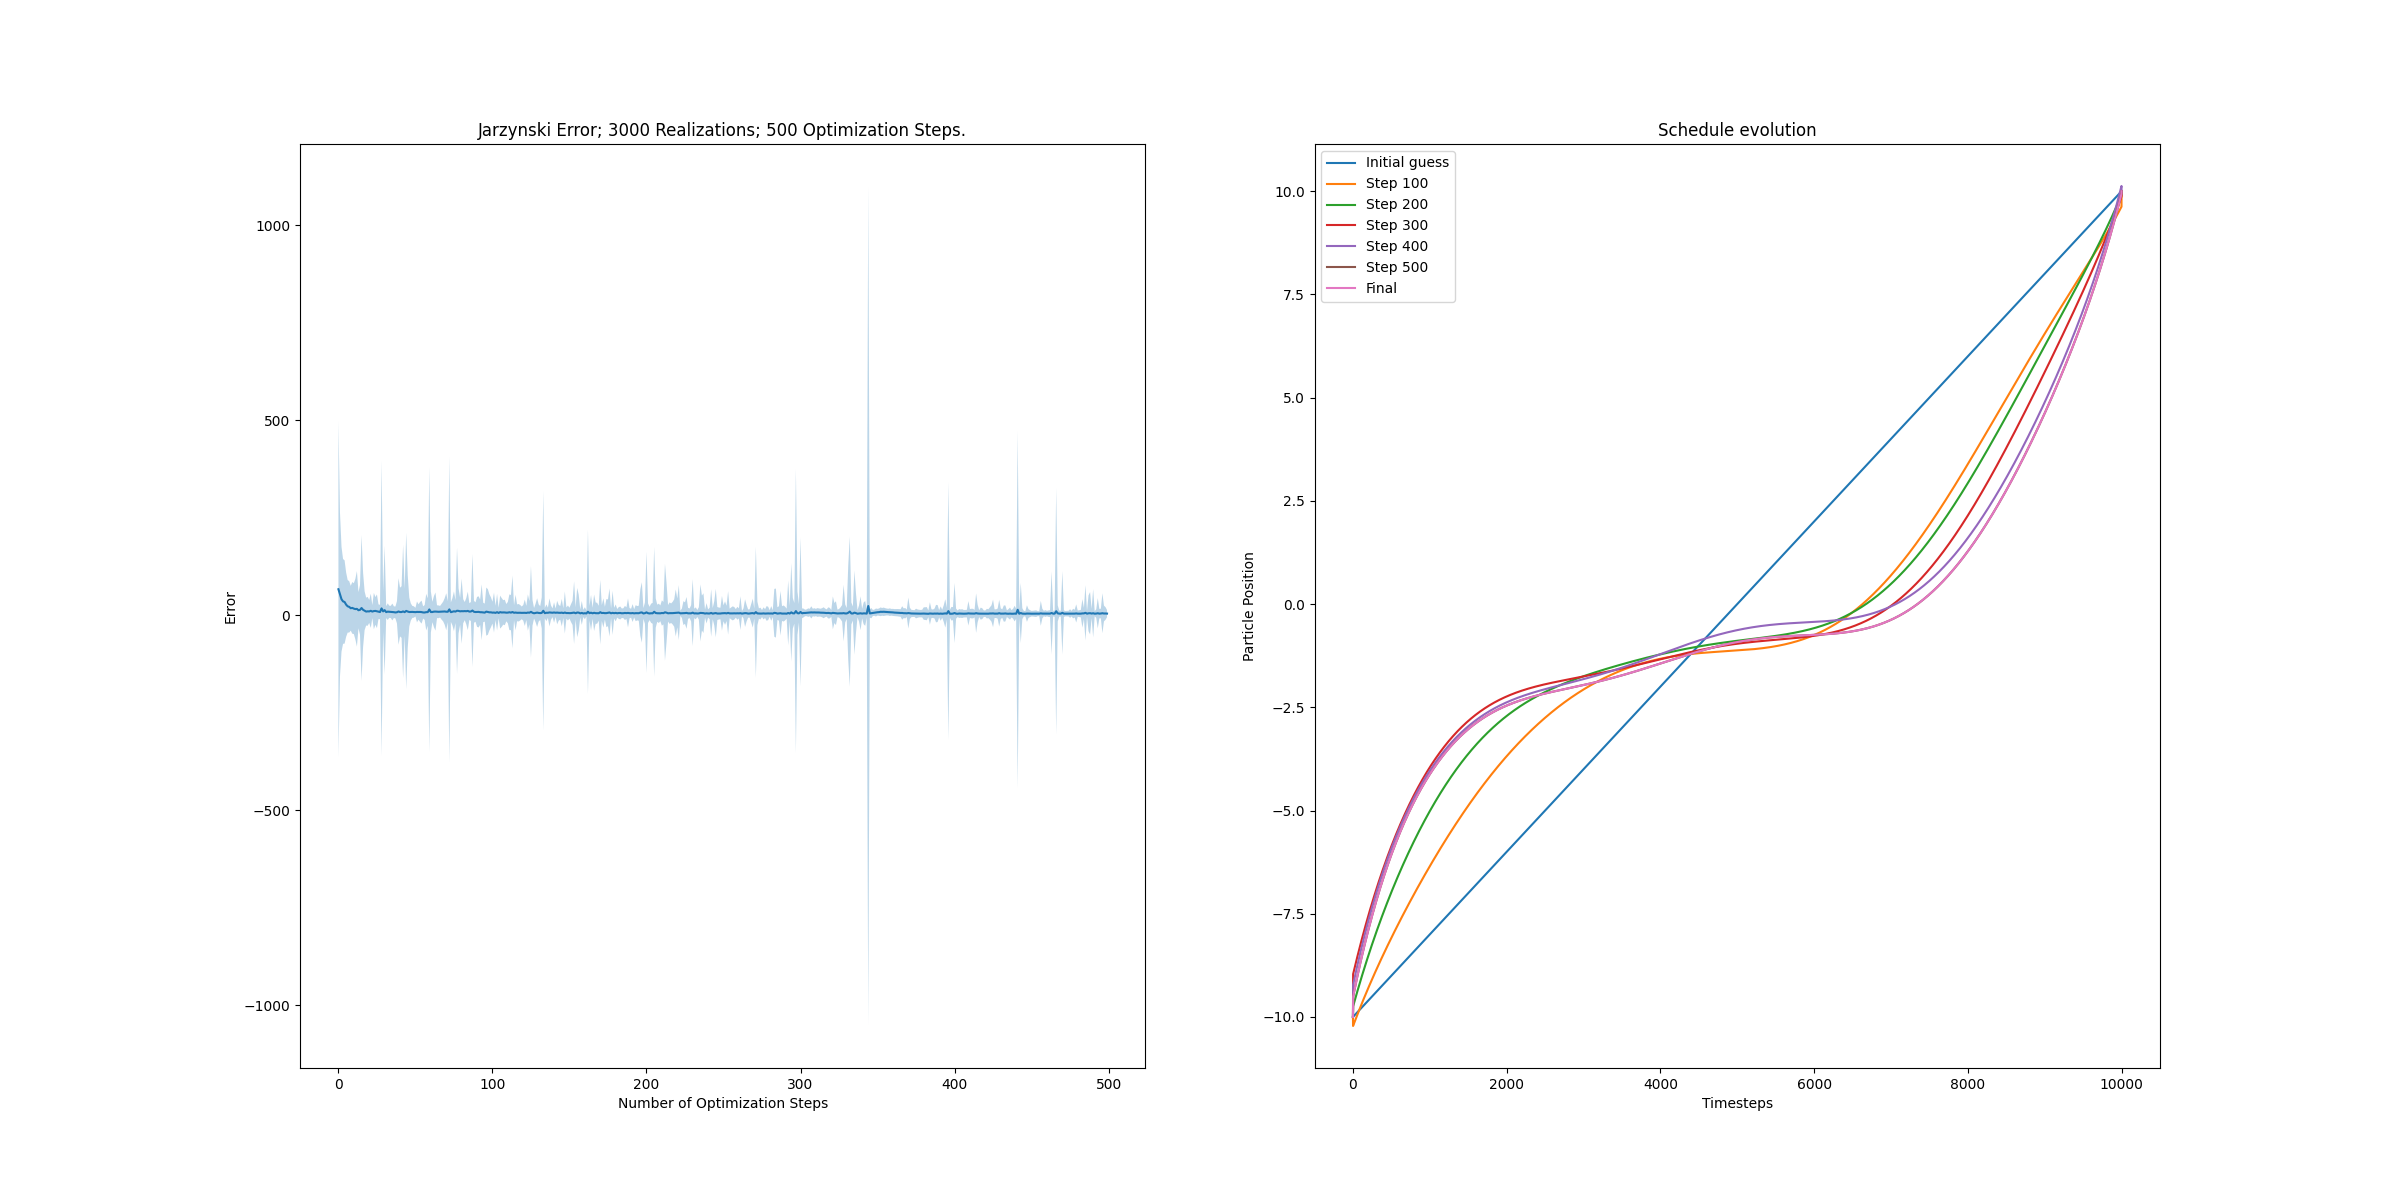 Jarzynski Error; 3000 Realizations; 500 Optimization Steps.
Error
1000
500
0
−500
−1000
0 100 200 300 400 500
Number of Optimization Steps
Schedule evolution
Initial guess
Step 100
Step 200
Step 300
Step 400
Step 500
Final
Particle Position
10.0
7.5
5.0
2.5
0.0
−2.5
−5.0
−7.5
−10.0
0 2000 4000 6000 8000 10000
Timesteps